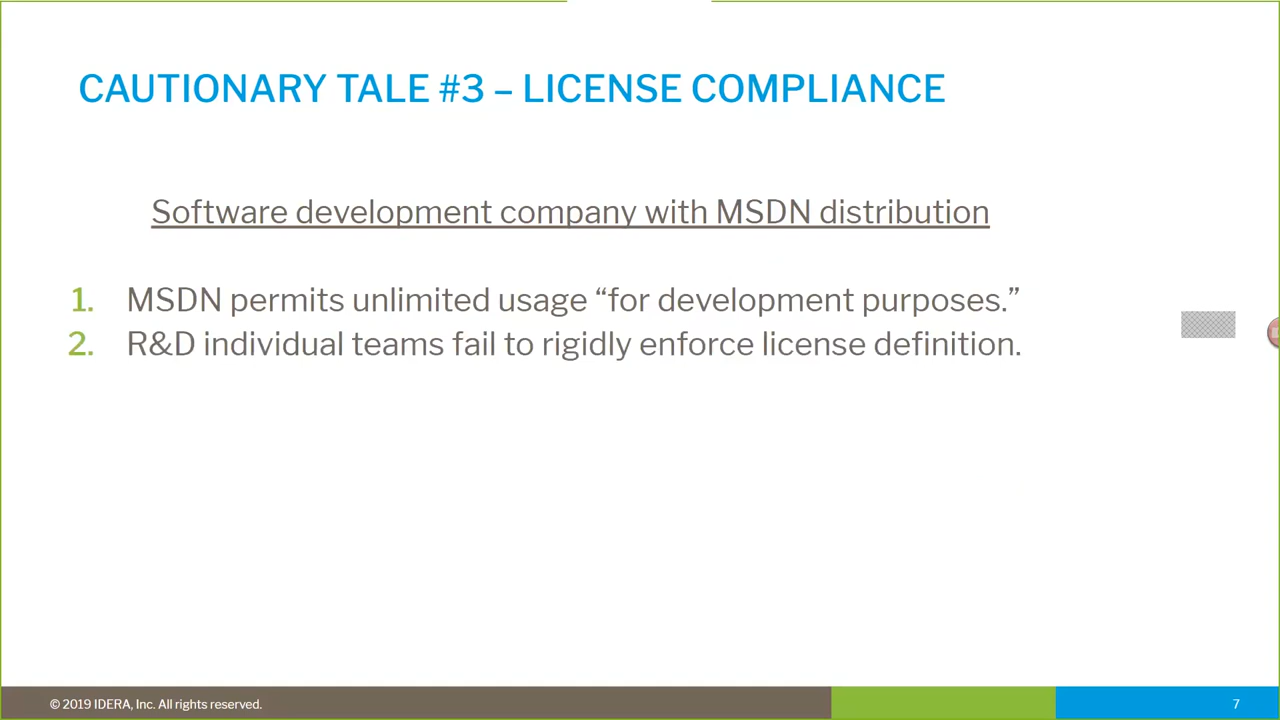 CAUTIONARY TALE #3 – LICENSE COMPLIANCE
Software development company with MSDN distribution
1. MSDN permits unlimited usage “for development purposes.”
2. R&D individual teams fail to rigidly enforce license definition.
© 2019 IDERA, Inc. All rights reserved.
7